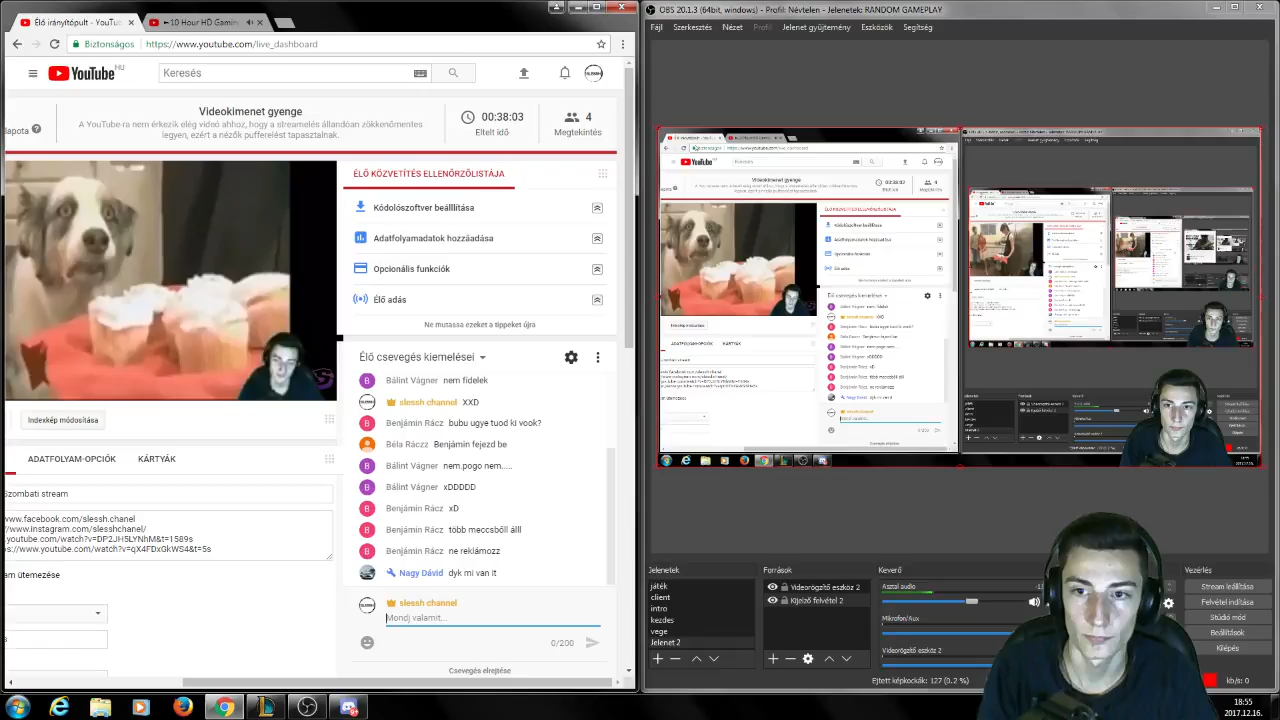 Élő irányítópult - YouTu
►10 Hour HD Gamin
Biztonságos
https://www.youtube.com/live_dashboard
YouTube HU
Keresés
Videokimenet gyenge
A YouTube-ra nem érkezik elég videó ahhoz, hogy a streamelés állandóan zökkenőmentes
legyen, ezért a nézők pufferelést tapasztalnak.
00:38:03
Eltelt idő
4
Megtekintés
ÉLŐ KÖZVETÍTÉS ELLENŐRZŐLISTÁJA
Kódolószoftver beállítása
Adatfolyamadatok hozzáadása
Opcionális funkciók
Élő adás
Ne mutassa ezeket a tippeket újra
Élő csevegés kiemelései
Bálint Vágner nem fidelek
slessh channel XXD
Benjámin Rácz bubu ugye tuod ki vook?
Béla Ráczz Benjámin fejezd be
Bálint Vágner nem.pogo nem.....
Bálint Vágner xDDDDD
Benjámin Rácz xD
Benjámin Rácz több meccsből álll
Benjámin Rácz ne reklámozz
Nagy Dávid dyk mi van it
slessh channel
Mondj valamit...
0/200
Csevegés elrejtése
Indexkép módosítása
ADATFOLYAM-OPCIÓK
KÁRTYÁK
Szombati stream
www.facebook.com/slessh.chanel
//www.instagram.com/slesshchanel/
youtube.com/watch?v=DP2JH5LYNhM&t=1589s
s://www.youtube.com/watch?v=qX4FDxGkWS4&t=5s
am ütemezése
OBS 20.1.3 (64bit, windows) - Profil: Névtelen - Jelenetek: RANDOM GAMEPLAY
Fájl
Szerkesztés
Nézet
Profil
Jelenet gyűjtemény
Eszközök
Segítség
Jelenetek
játék
client
intro
kezdes
vege
Jelenet 2
Források
Videorögzítő eszköz 2
Kijelző felvétel 2
Keverő
Asztal audio
Mikrofon/Aux
Videorögzítő eszköz 2
Vezérlés
Stream leállítása
Felvétel indítása
Stúdió mód
Beállítások
Kilépés
Ejtett képkockák: 127 (0.2 %)
kb/s: 0
18:55
2017.12.16.